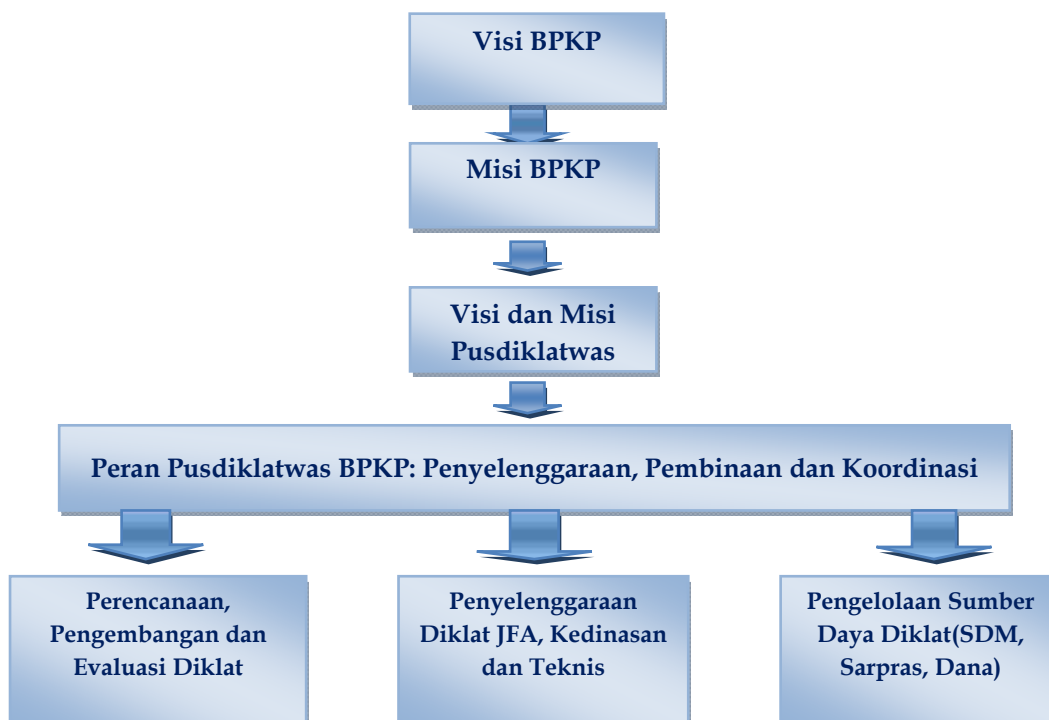 Visi BPKP
Misi BPKP
Visi dan Misi
Pusdiklatwas
Peran Pusdiklatwas BPKP: Penyelenggaraan, Pembinaan dan Koordinasi
Perencanaan,
Pengembangan dan
Evaluasi Diklat
Penyelenggaraan
Diklat JFA, Kedinasan
dan Teknis
Pengelolaan Sumber
Daya Diklat(SDM,
Sarpras, Dana)